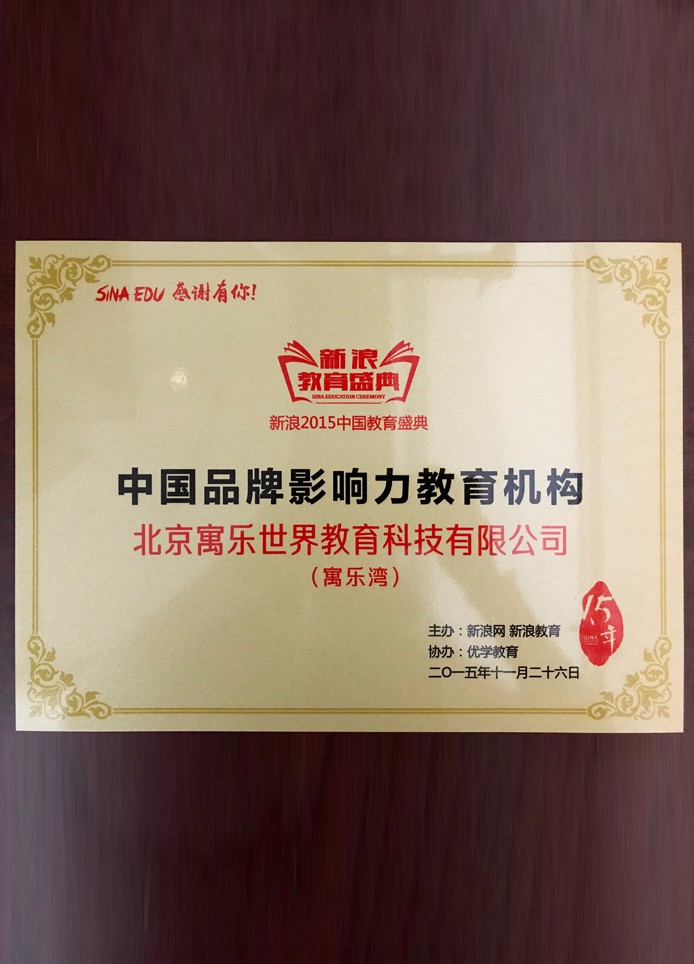 SINA EDU 感谢有你!
新浪
教育盛典
SINA EDUCATION CEREMONY
新浪2015中国教育盛典
中国品牌影响力教育机构
北京寓乐世界教育科技有限公司
（寓乐湾）
15年
SINA
主办：新浪网 新浪教育
协办：优学教育
二〇一五年十一月二十六日